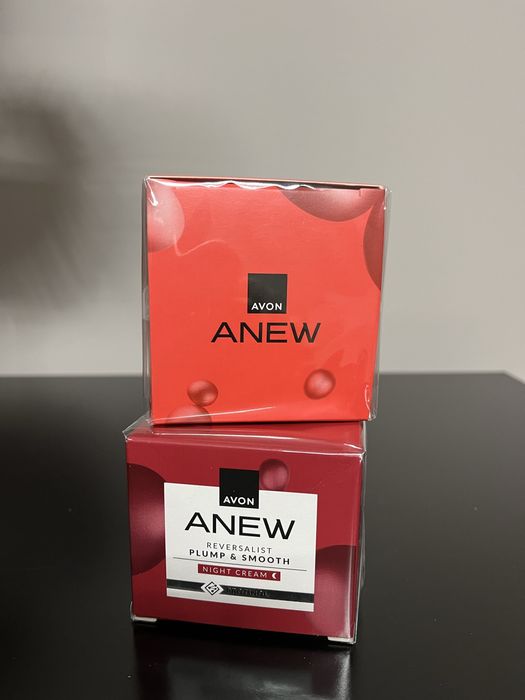 AVON
ANEW
AVON
ANEW
REVERSALIST
PLUMP & SMOOTH
NIGHT CREAM